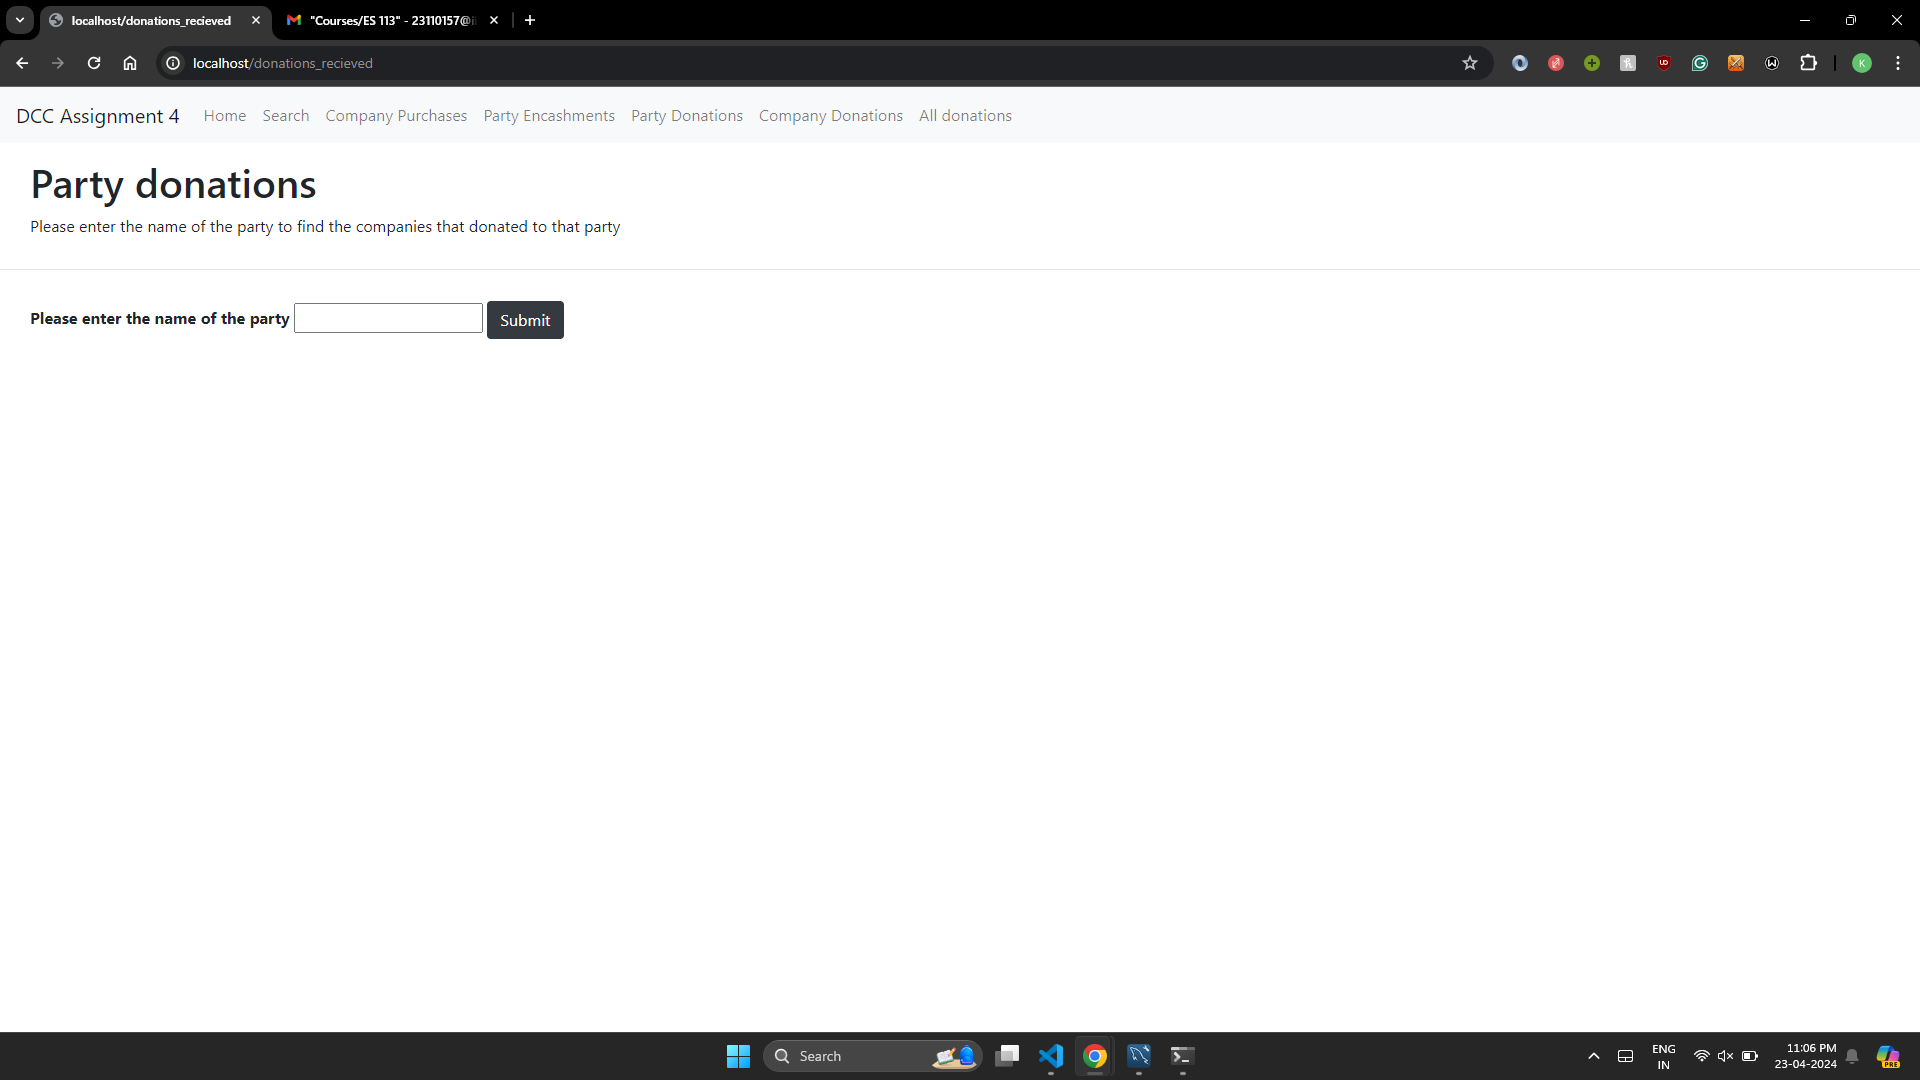 localhost/donations_recieved
"Courses/ES 113" - 23110157@i
localhost/donations_recieved
DCC Assignment 4 Home Search Company Purchases Party Encashments Party Donations Company Donations All donations
Party donations
Please enter the name of the party to find the companies that donated to that party
Please enter the name of the party Submit
Search
ENG
IN
11:06 PM
23-04-2024
K
PRE